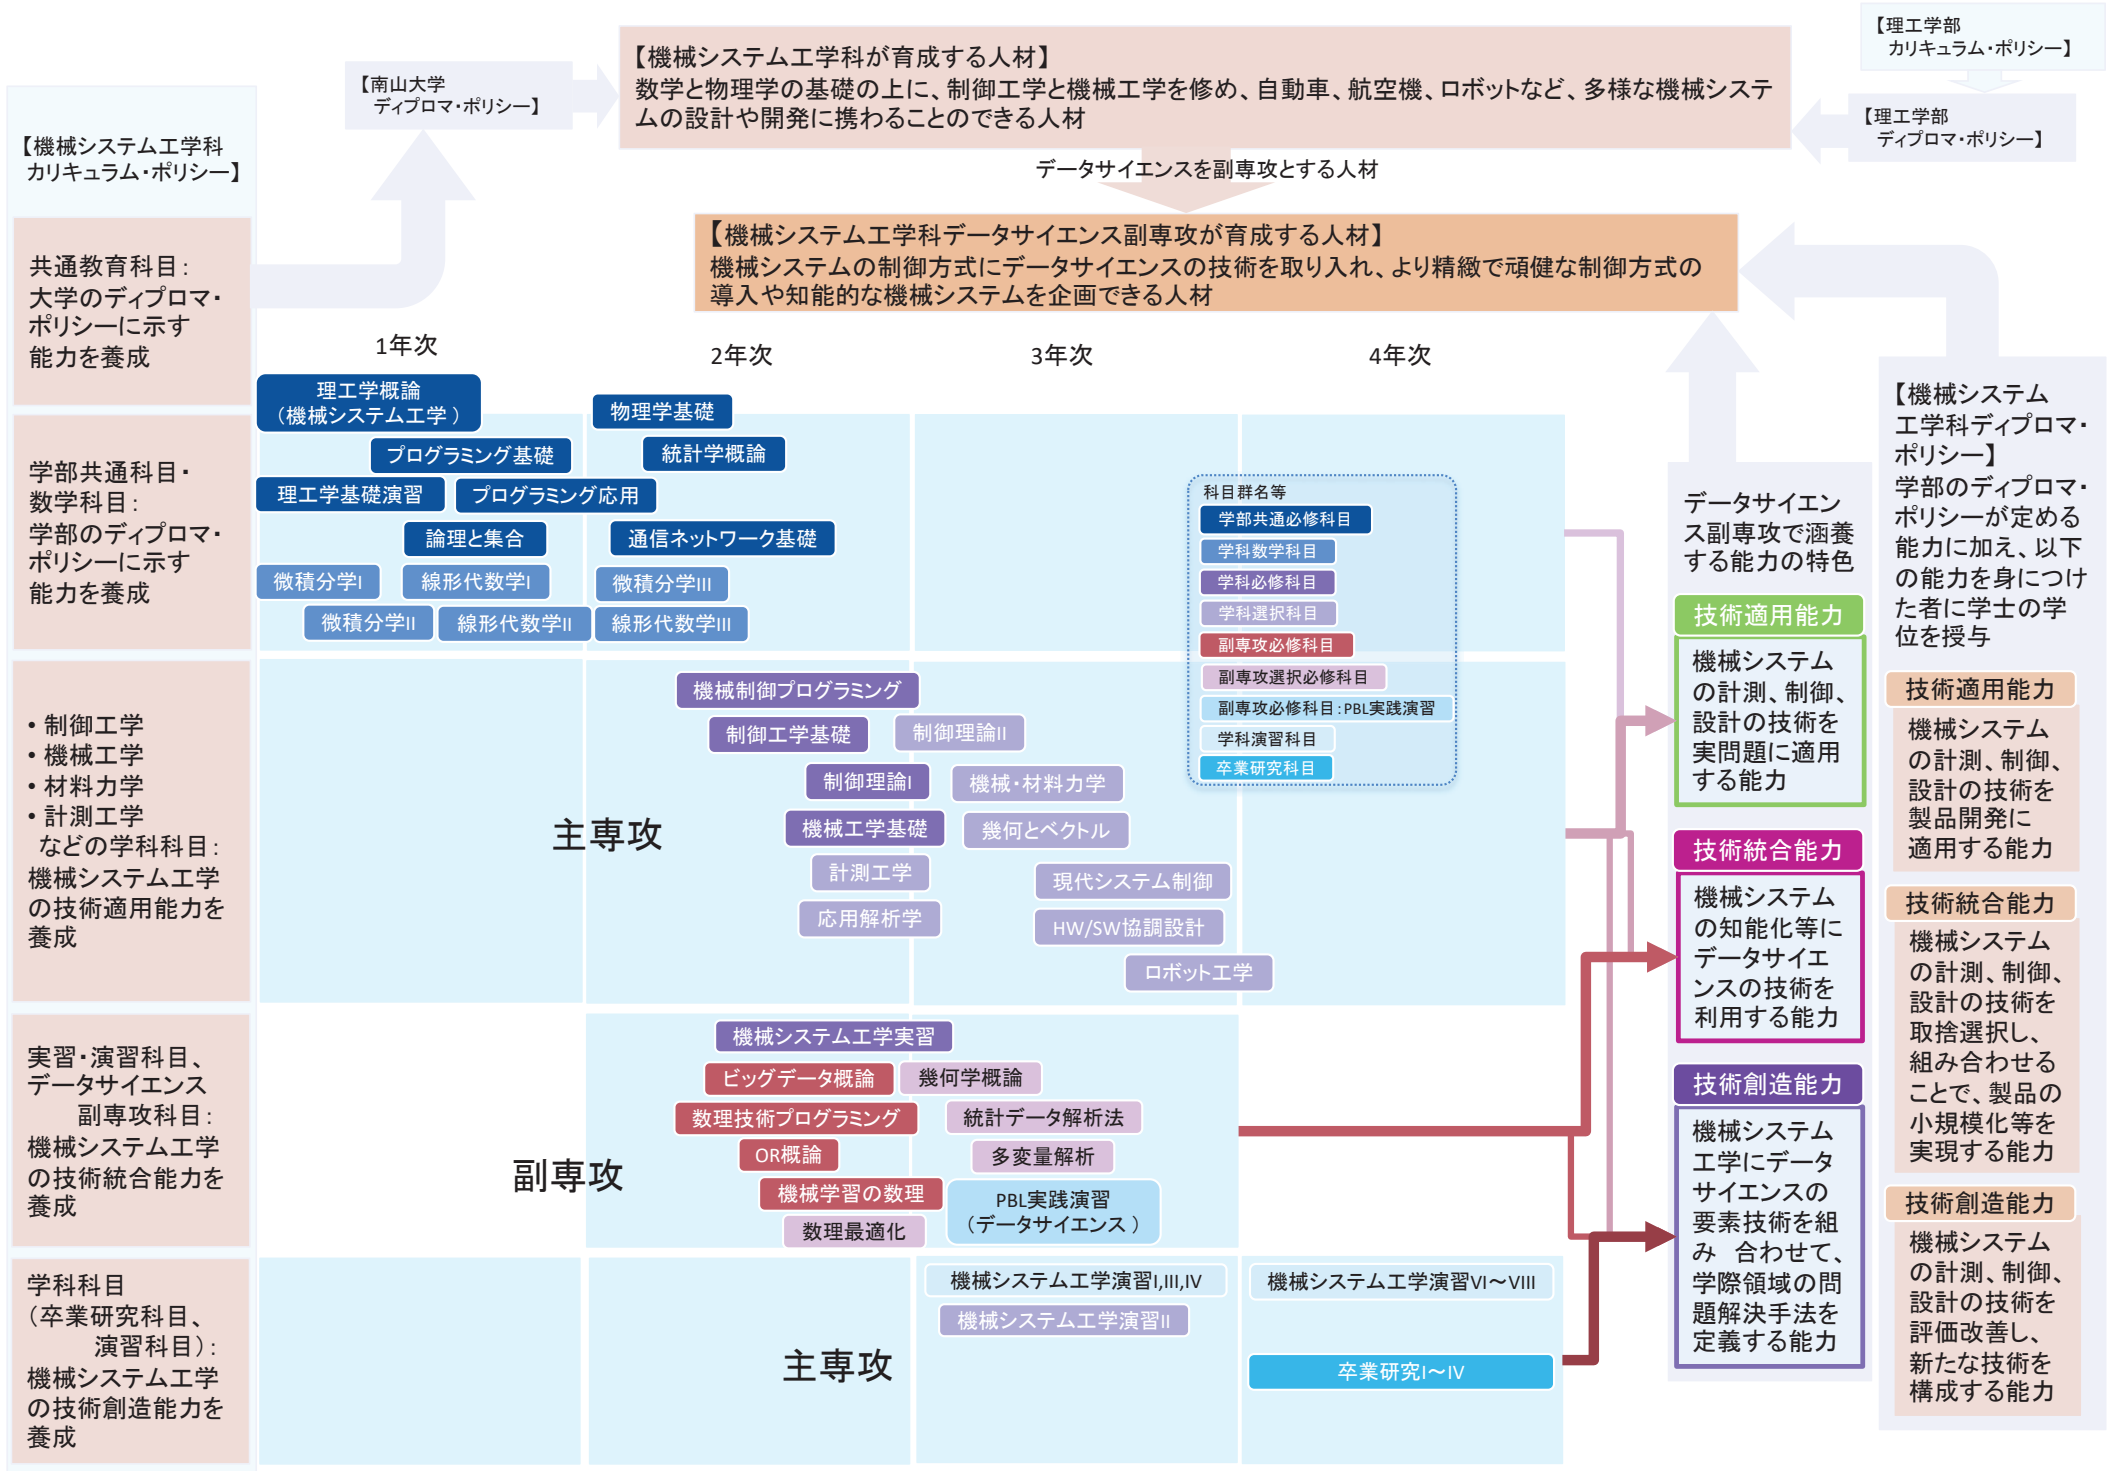 【理工学部
カリキュラム・ポリシー】
【南山大学
ディプロマ・ポリシー】
【機械システム工学科が育成する人材】
数学と物理学の基礎の上に、制御工学と機械工学を修め、自動車、航空機、ロボットなど、多様な機械システ
ムの設計や開発に携わることのできる人材
【理工学部
ディプロマ・ポリシー】
データサイエンスを副専攻とする人材
【機械システム工学科データサイエンス副専攻が育成する人材】
機械システムの制御方式にデータサイエンスの技術を取り入れ、より精緻で頑健な制御方式の
導入や知能的な機械システムを企画できる人材
【機械システム工学科
カリキュラム・ポリシー】
共通教育科目：
大学のディプロマ・
ポリシーに示す
能力を養成
学部共通科目・
数学科目：
学部のディプロマ・
ポリシーに示す
能力を養成
・制御工学
・機械工学
・材料力学
・計測工学
などの学科科目：
機械システム工学
の技術適用能力を
養成
実習・演習科目、
データサイエンス
副専攻科目：
機械システム工学
の技術統合能力を
養成
学科科目
（卒業研究科目、
演習科目）：
機械システム工学
の技術創造能力を
養成
1年次
2年次
3年次
4年次
理工学概論
（機械システム工学）
物理学基礎
プログラミング基礎
統計学概論
理工学基礎演習
プログラミング応用
論理と集合
通信ネットワーク基礎
微積分学I
線形代数学I
微積分学III
微積分学II
線形代数学II
線形代数学III
科目群名等
学部共通必修科目
学科数学科目
学科必修科目
学科選択科目
副専攻必修科目
副専攻選択必修科目
副専攻必修科目：PBL実践演習
学科演習科目
卒業研究科目
主専攻
機械制御プログラミング
制御工学基礎
制御理論II
制御理論I
機械・材料力学
機械工学基礎
幾何とベクトル
計測工学
現代システム制御
応用解析学
HW/SW協調設計
ロボット工学
副専攻
機械システム工学実習
ビッグデータ概論
幾何学概論
数理技術プログラミング
統計データ解析法
OR概論
多変量解析
機械学習の数理
PBL実践演習
（データサイエンス）
数理最適化
主専攻
機械システム工学演習I,III,IV
機械システム工学演習VI～VIII
機械システム工学演習II
卒業研究I～IV
データサイエン
ス副専攻で涵養
する能力の特色
技術適用能力
機械システム
の計測、制御、
設計の技術を
実問題に適用
する能力
技術統合能力
機械システム
の知能化等に
データサイエ
ンスの技術を
利用する能力
技術創造能力
機械システム
工学にデータ
サイエンスの
要素技術を組
み 合わせて、
学際領域の問
題解決手法を
定義する能力
【機械システム
工学科ディプロマ・
ポリシー】
学部のディプロマ・
ポリシーが定める
能力に加え、以下
の能力を身につけ
た者に学士の学
位を授与
技術適用能力
機械システム
の計測、制御、
設計の技術を
製品開発に
適用する能力
技術統合能力
機械システム
の計測、制御、
設計の技術を
取捨選択し、
組み合わせる
ことで、製品の
小規模化等を
実現する能力
技術創造能力
機械システム
の計測、制御、
設計の技術を
評価改善し、
新たな技術を
構成する能力